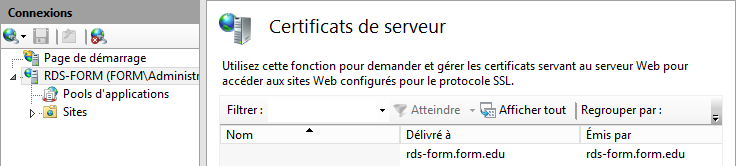 Connexions
Page de démarrage
RDS-FORM (FORM\Administr
Pools d'applications
Sites
Certificats de serveur
Utilisez cette fonction pour demander et gérer les certificats servant au serveur Web pour
accéder aux sites Web configurés pour le protocole SSL.
Filtrer : Atteindre Afficher tout Regrouper par :
Nom Délivré à Émis par
rds-form.form.edu rds-form.form.edu